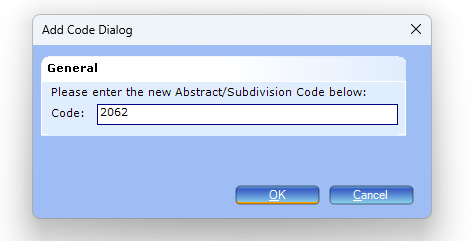 Add Code Dialog
General
Please enter the new Abstract/Subdivision Code below:
Code: 2062
OK Cancel